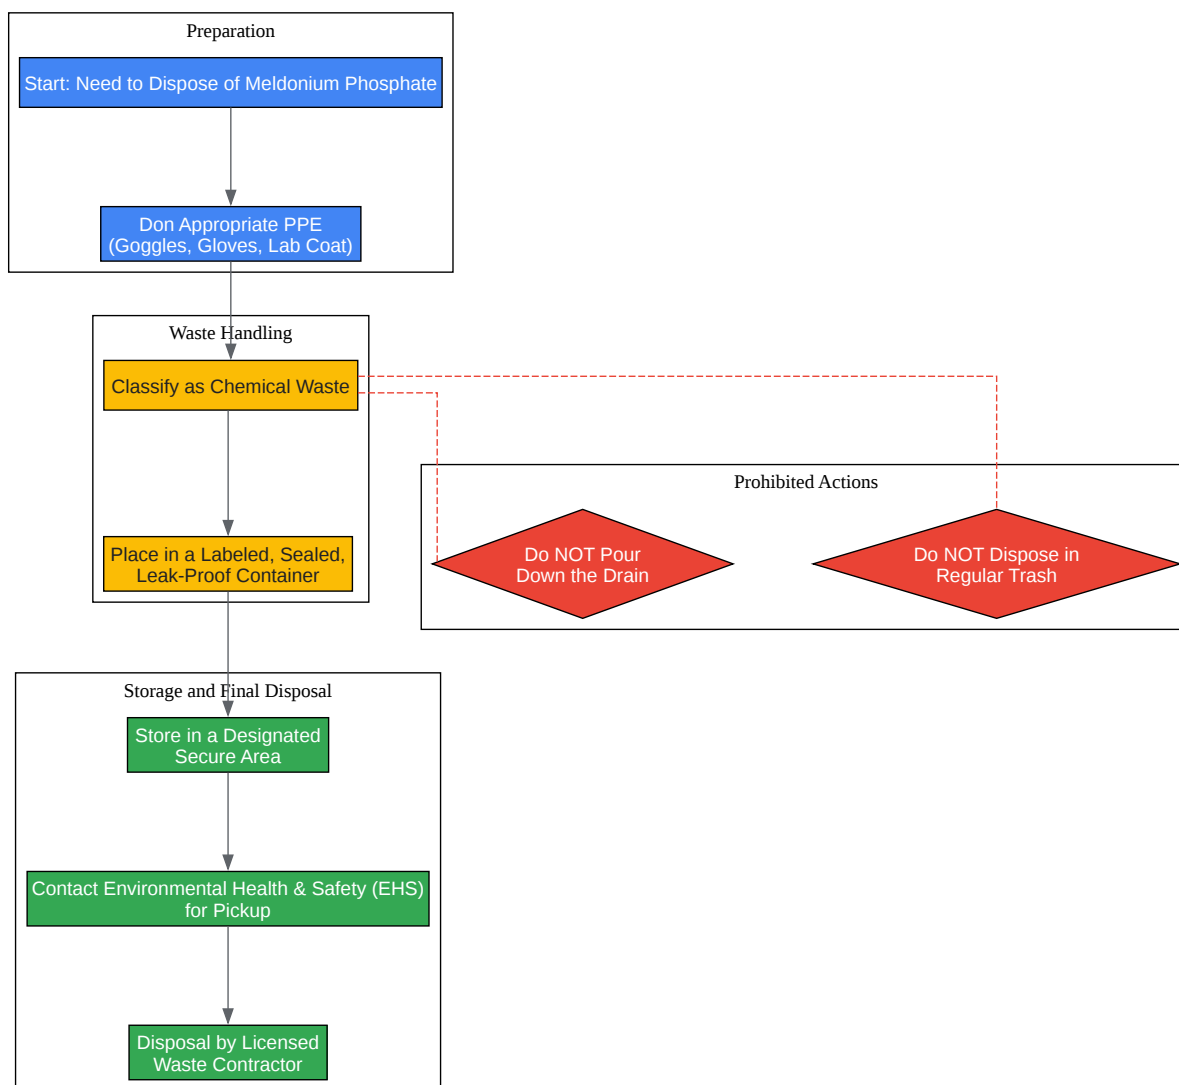 Preparation
Start: Need to Dispose of Meldonium Phosphate
Don Appropriate PPE
(Goggles, Gloves, Lab Coat)
Waste Handling
Classify as Chemical Waste
Place in a Labeled, Sealed,
Leak-Proof Container
Prohibited Actions
Do NOT Pour
Down the Drain
Do NOT Dispose in
Regular Trash
Storage and Final Disposal
Store in a Designated
Secure Area
Contact Environmental Health & Safety (EHS)
for Pickup
Disposal by Licensed
Waste Contractor